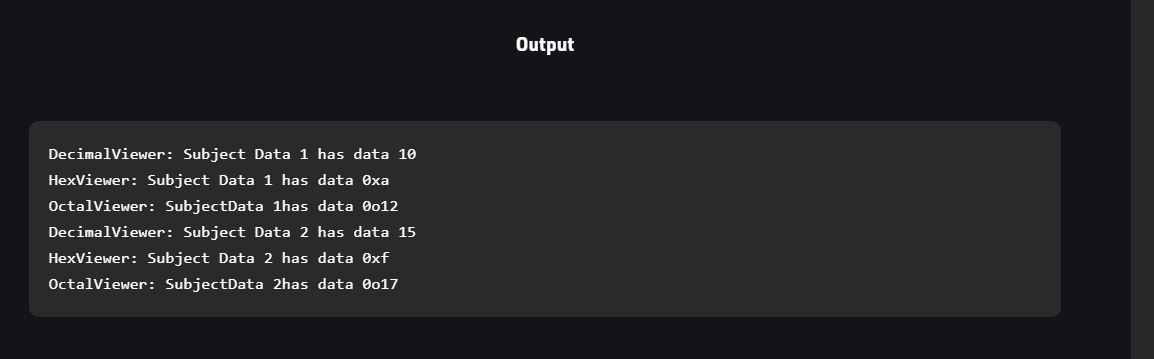 Output
DecimalViewer: Subject Data 1 has data 10
HexViewer: Subject Data 1 has data 0xa
OctalViewer: SubjectData 1has data 0o12
DecimalViewer: Subject Data 2 has data 15
HexViewer: Subject Data 2 has data 0xf
OctalViewer: SubjectData 2has data 0o17